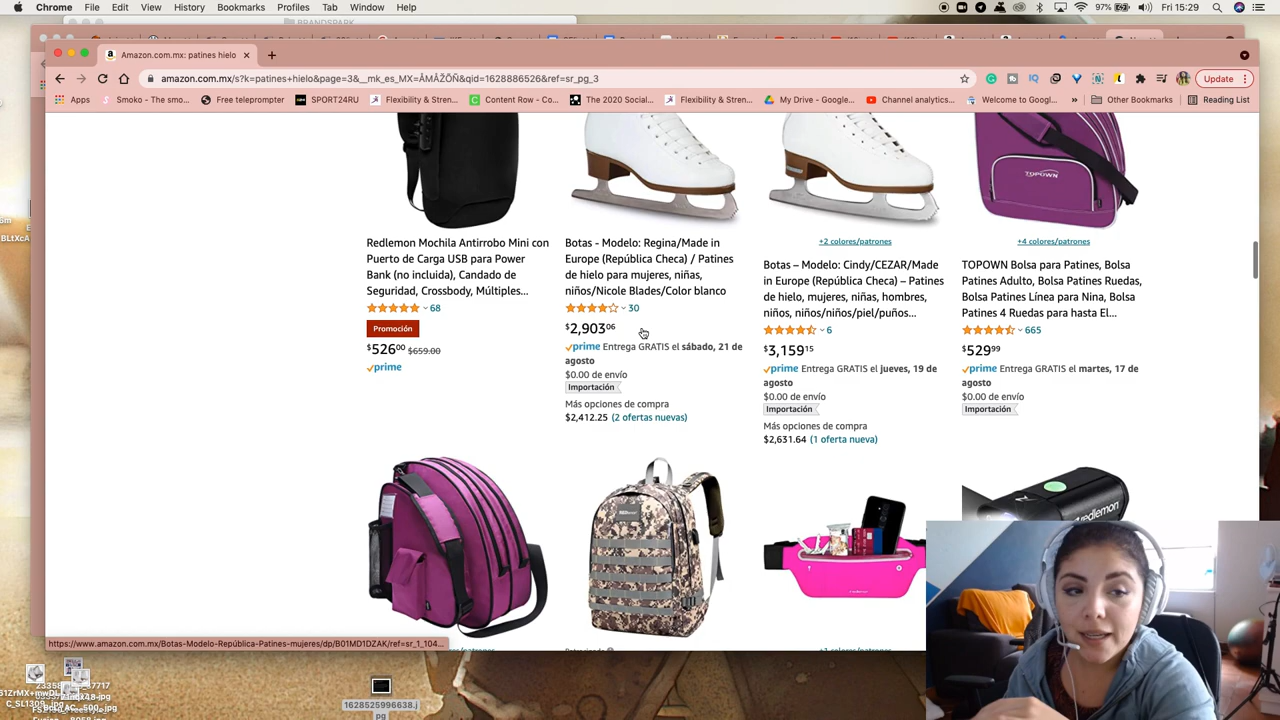 Chrome File Edit View History Bookmarks Profiles Tab Window Help
97% Fri 15:29
BRANDSPARK
Amazon.com.mx: patines hielo
amazon.com.mx/s?k=patines+hielo&page=3&__mk_es_MX=ÅMÅŽÕÑ&qid=1628886526&ref=sr_pg_3
Update
Apps Smoko - The smo... Free teleprompter SPORT24RU Flexibility & Stren... Content Row - Co... The 2020 Social... Flexibility & Stren... My Drive - Google... Channel analytics... Welcome to Googl... » Other Bookmarks Reading List
TOPOWN
Redlemon Mochila Antirrobo Mini con
Puerto de Carga USB para Power
Bank (no incluida), Candado de
Seguridad, Crossbody, Múltiples...
68
Promoción
$52600 $659.00
prime
Botas - Modelo: Regina/Made in
Europe (República Checa) / Patines
de hielo para mujeres, niñas,
niños/Nicole Blades/Color blanco
30
$2,90306
prime Entrega GRATIS el sábado, 21 de
agosto
$0.00 de envío
Importación
Más opciones de compra
$2,412.25 (2 ofertas nuevas)
+2 colores/patrones
Botas – Modelo: Cindy/CEZAR/Made
in Europe (República Checa) – Patines
de hielo, mujeres, niñas, hombres,
niños, niños/niños/piel/puños...
6
$3,15915
prime Entrega GRATIS el jueves, 19 de
agosto
$0.00 de envío
Importación
Más opciones de compra
$2,631.64 (1 oferta nueva)
+4 colores/patrones
TOPOWN Bolsa para Patines, Bolsa
Patines Adulto, Bolsa Patines Ruedas,
Bolsa Patines Línea para Nina, Bolsa
Patines 4 Ruedas para hasta El...
665
$52999
prime Entrega GRATIS el martes, 17 de
agosto
$0.00 de envío
Importación
redlemon
https://www.amazon.com.mx/Botas-Modelo-República-Patines-mujeres/dp/B01MD1DZAK/ref=sr_1_104...
1628525996638.j
pg